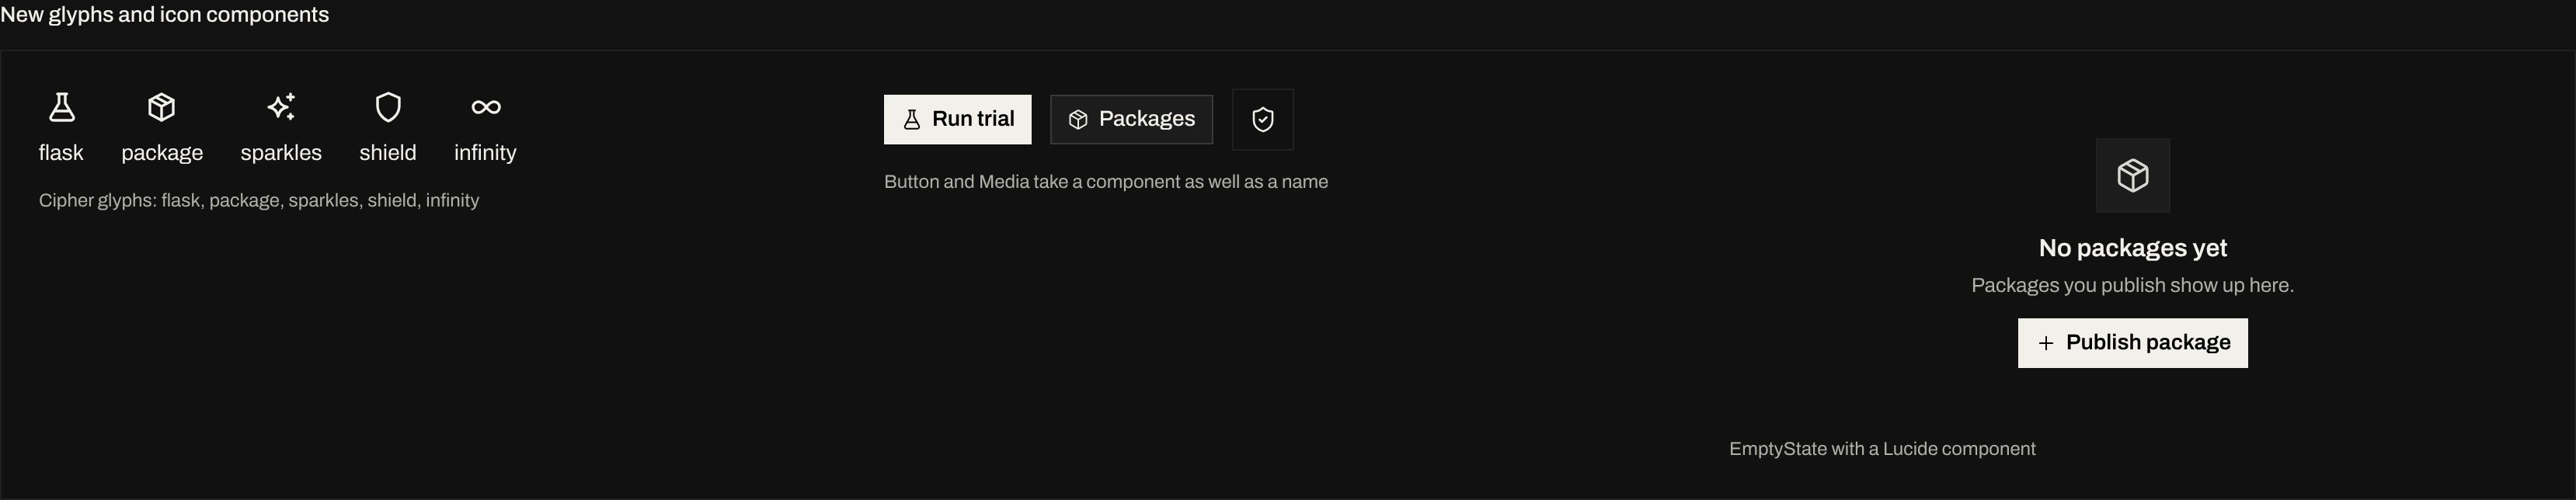 New glyphs and icon components
flask
package
sparkles
shield
infinity
Cipher glyphs: flask, package, sparkles, shield, infinity
Run trial
Packages
Button and Media take a component as well as a name
No packages yet
Packages you publish show up here.
Publish package
EmptyState with a Lucide component